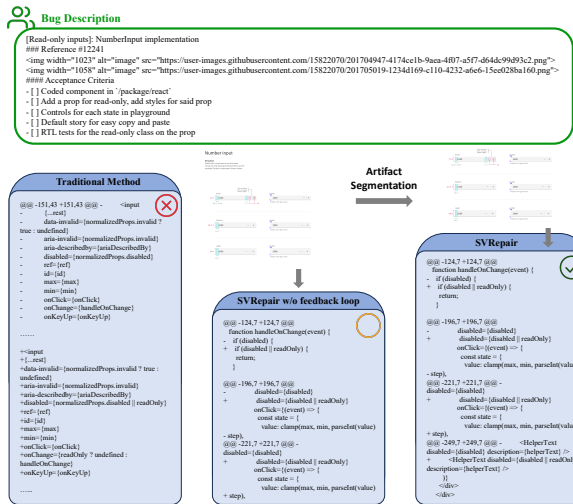 Bug Description
[Read-only inputs]: NumberInput implementation
### Reference #12241
<img width="1023" alt="image" src="https://user-images.githubusercontent.com/15822070/201704947-4174ce1b-9aea-4f07-a5f7-d64dc99d93c2.png">
<img width="1058" alt="image" src="https://user-images.githubusercontent.com/15822070/201705019-1234d169-c110-4232-a6e6-15ee028ba160.png">
#### Acceptance Criteria
- [ ] Coded component in `/package/react`
- [ ] Add a prop for read-only, add styles for said prop
- [ ] Controls for each state in playground
- [ ] Default story for easy copy and paste
- [ ] RTL tests for the read-only class on the prop
Number input
Artifact
Segmentation
Traditional Method
@@ -151,43 +151,43 @@ - <input
- {...rest}
- data-invalid={normalizedProps.invalid ?
true : undefined}
- aria-invalid={normalizedProps.invalid}
- aria-describedby={ariaDescribedBy}
- disabled={normalizedProps.disabled}
- ref={ref}
- id={id}
- max={max}
- min={min}
- onClick={onClick}
- onChange={handleOnChange}
- onKeyUp={onKeyUp}
......
+<input
+{...rest}
+data-invalid={normalizedProps.invalid ? true :
undefined}
+aria-invalid={normalizedProps.invalid}
+aria-describedby={ariaDescribedBy}
+disabled={normalizedProps.disabled || readOnly}
+ref={ref}
+id={id}
+max={max}
+min={min}
+onClick={onClick}
+onChange={readOnly ? undefined :
handleOnChange}
+onKeyUp={onKeyUp}
......
SVRepair w/o feedback loop
@@ -124,7 +124,7 @@
function handleOnChange(event) {
- if (disabled) {
+ if (disabled || readOnly) {
return;
}
@@ -196,7 +196,7 @@
- disabled={disabled}
+ disabled={disabled || readOnly}
onClick={(event) => {
const state = {
value: clamp(max, min, parseInt(value)
- step),
@@ -221,7 +221,7 @@ -
disabled={disabled}
+ disabled={disabled || readOnly}
onClick={(event) => {
const state = {
value: clamp(max, min, parseInt(value)
+ step),
SVRepair
@@ -124,7 +124,7 @@
function handleOnChange(event) {
- if (disabled) {
+ if (disabled || readOnly) {
return;
}
@@ -196,7 +196,7 @@
- disabled={disabled}
+ disabled={disabled || readOnly}
onClick={(event) => {
const state = {
value: clamp(max, min, parseInt(value)
- step),
@@ -221,7 +221,7 @@ -
disabled={disabled}
+ disabled={disabled || readOnly}
onClick={(event) => {
const state = {
value: clamp(max, min, parseInt(value)
+ step),
@@ -249,7 +249,7 @@ - <HelperText
disabled={disabled} description={helperText} />
+ <HelperText disabled={disabled || readOnly}
description={helperText} />
)}
</div>
</div>